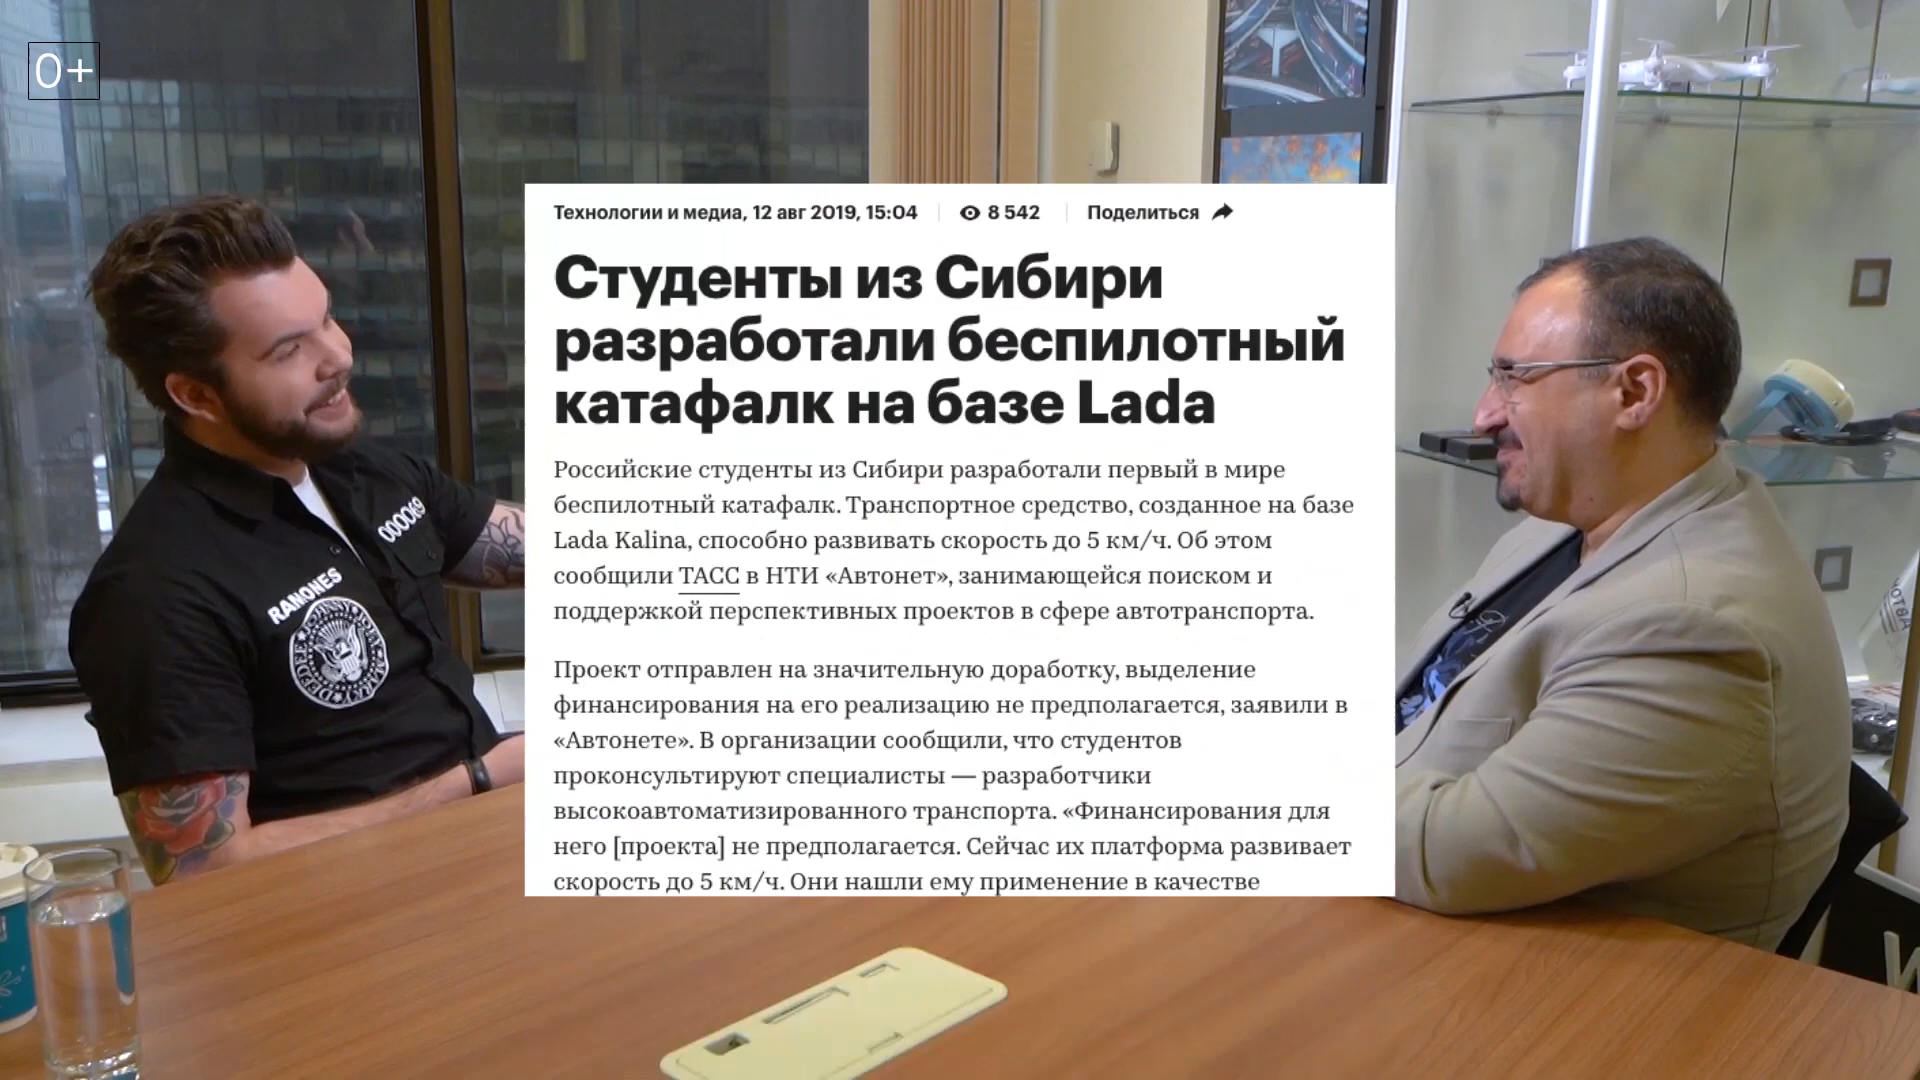 0+
Технологии и медиа, 12 авг 2019, 15:04
8 542
Поделиться
Студенты из Сибири
разработали беспилотный
катафалк на базе Lada
Российские студенты из Сибири разработали первый в мире
беспилотный катафалк. Транспортное средство, созданное на базе
Lada Kalina, способно развивать скорость до 5 км/ч. Об этом
сообщили ТАСС в НТИ «Автонет», занимающейся поиском и
поддержкой перспективных проектов в сфере автотранспорта.
Проект отправлен на значительную доработку, выделение
финансирования на его реализацию не предполагается, заявили в
«Автонете». В организации сообщили, что студентов
проконсультируют специалисты — разработчики
высокоавтоматизированного транспорта. «Финансирования для
него [проекта] не предполагается. Сейчас их платформа развивает
скорость до 5 км/ч. Они нашли ему применение в качестве
000069
RAMONES
JOHNNY JOEY MARKY DEEDEE